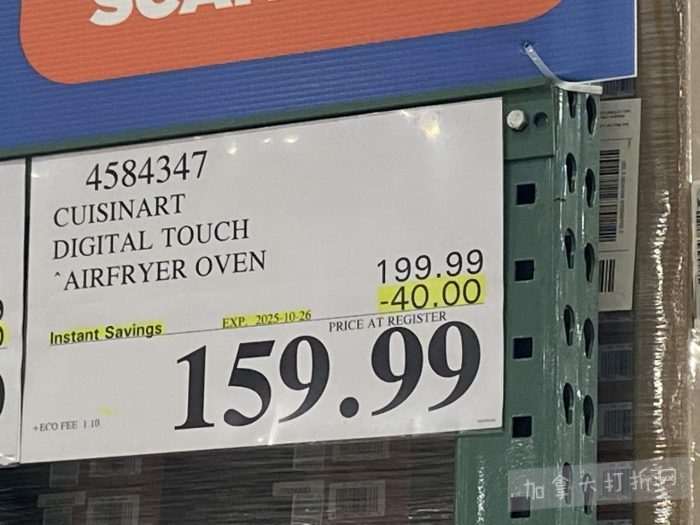 4584347
CUISINART
DIGITAL TOUCH
^AIRFRYER OVEN
199.99
-40.00
Instant Savings
EXP. 2025-10-26
PRICE AT REGISTER
159.99
+ECO FEE 1.10
加拿大打折网